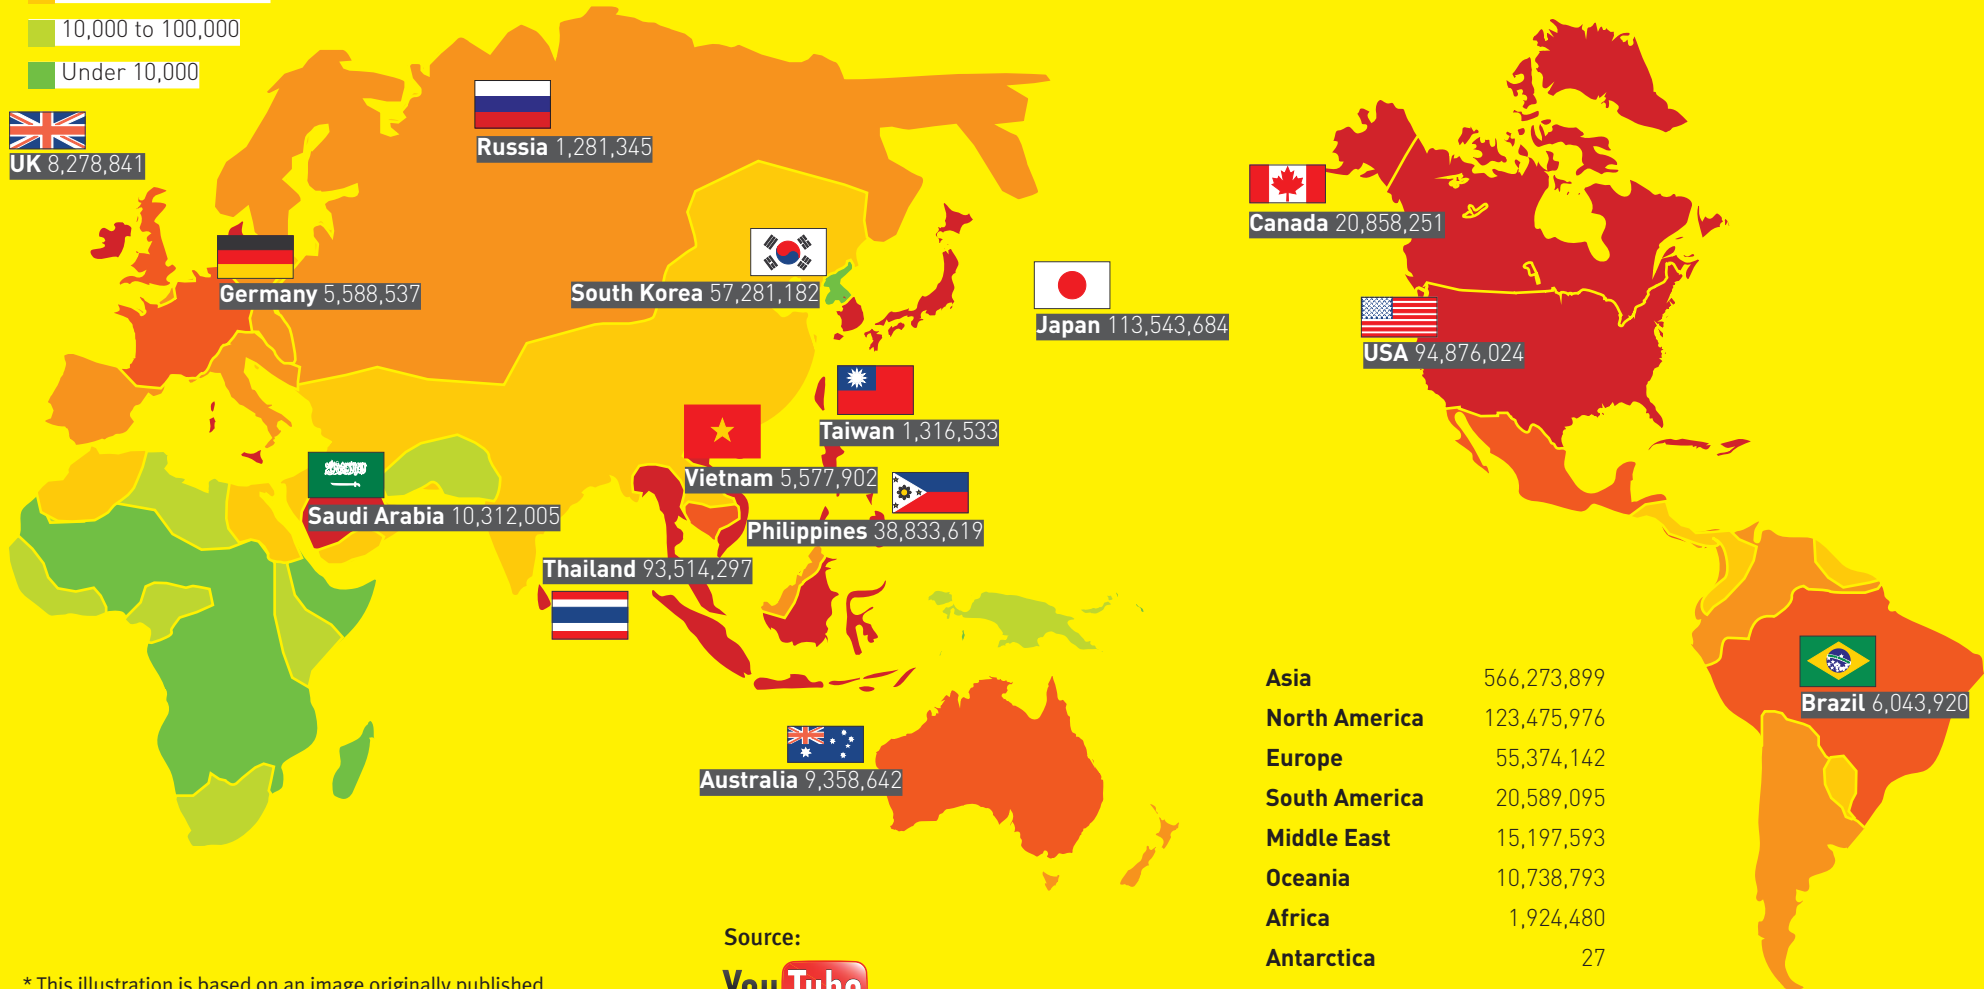 10,000 to 100,000
Under 10,000
UK 8,278,841
Russia 1,281,345
Canada 20,858,251
Germany 5,588,537
South Korea 57,281,182
Japan 113,543,684
USA 94,876,024
Taiwan 1,316,533
Vietnam 5,577,902
Saudi Arabia 10,312,005
Philippines 38,833,619
Thailand 93,514,297
Brazil 6,043,920
Australia 9,358,642
Asia 566,273,899
North America 123,475,976
Europe 55,374,142
South America 20,589,095
Middle East 15,197,593
Oceania 10,738,793
Africa 1,924,480
Antarctica 27
Source:
YouTube
* This illustration is based on an image originally published